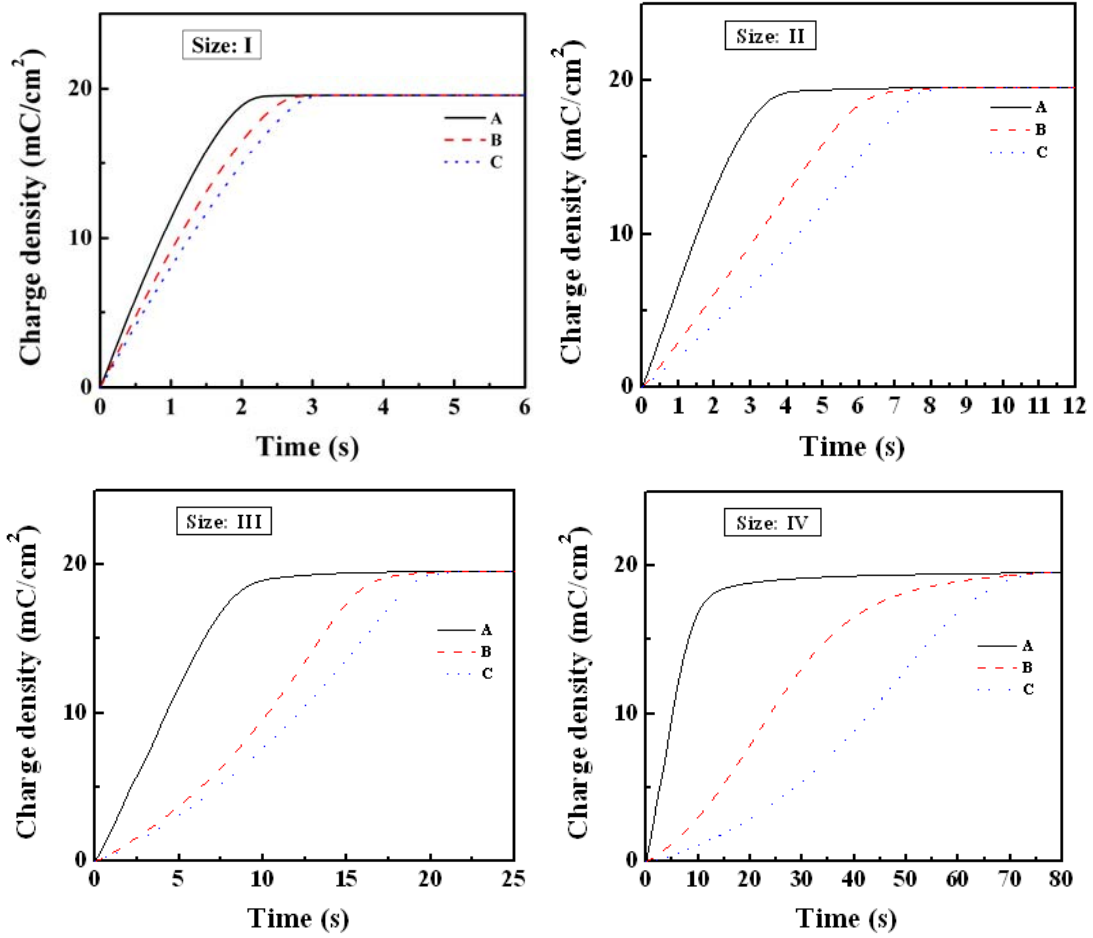 Size: I
Charge density (mC/cm²)
20
10
0
A
B
C
0 1 2 3 4 5 6
Time (s)
Size: II
Charge density (mC/cm²)
20
10
0
A
B
C
0 1 2 3 4 5 6 7 8 9 10 11 12
Time (s)
Size: III
Charge density (mC/cm²)
20
10
0
A
B
C
0 5 10 15 20 25
Time (s)
Size: IV
Charge density (mC/cm²)
20
10
0
A
B
C
0 10 20 30 40 50 60 70 80
Time (s)